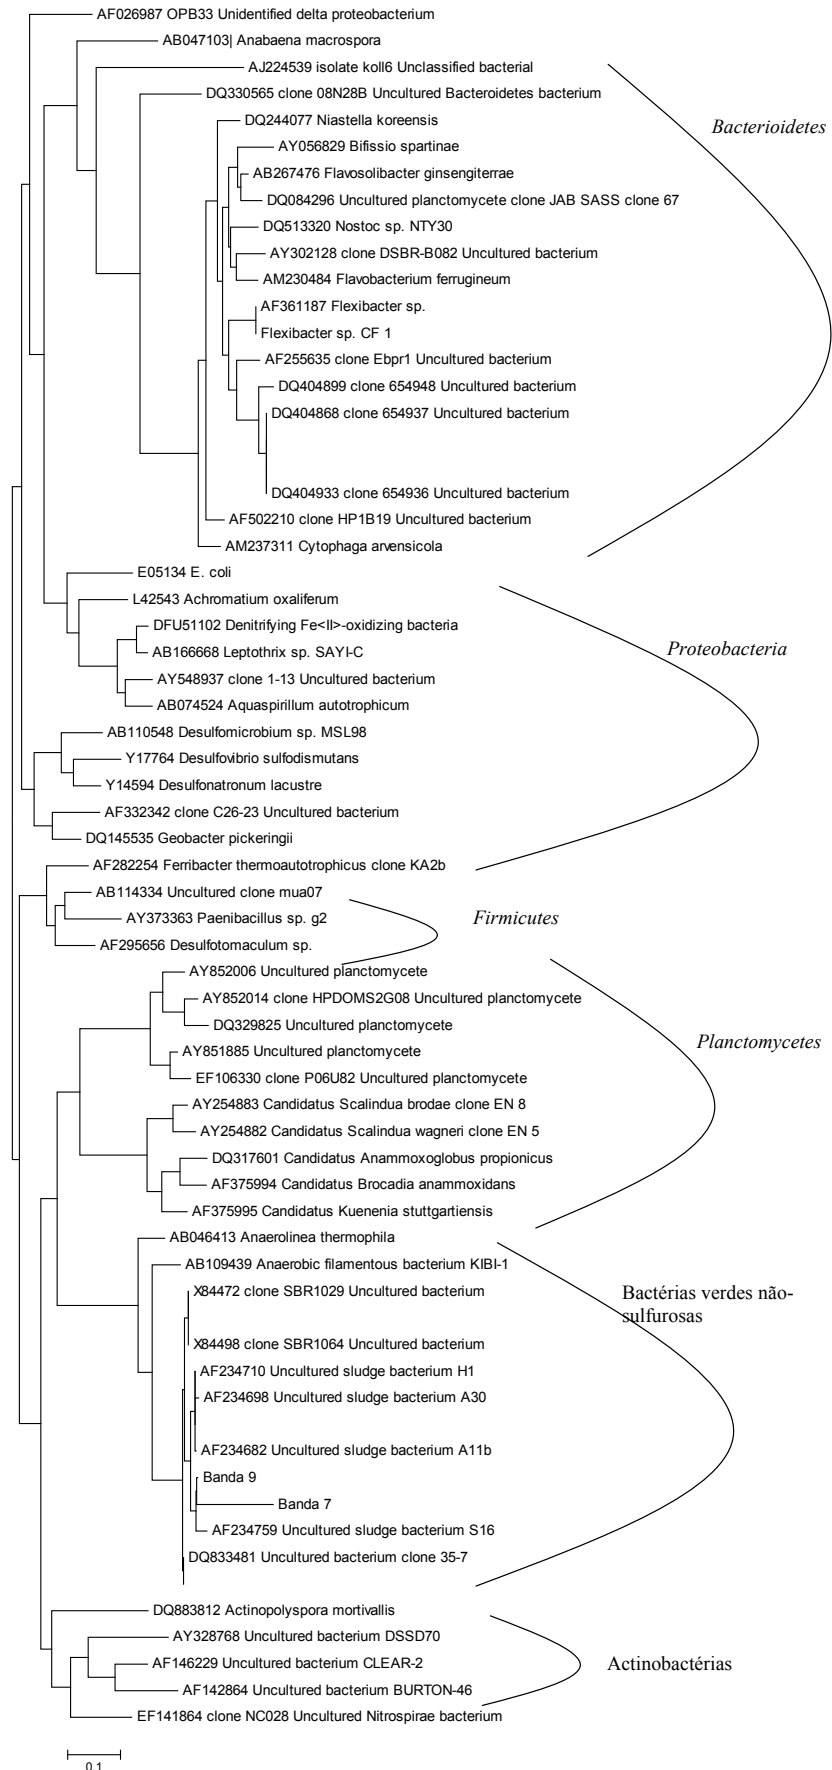 AF026987 OPB33 Unidentified delta proteobacterium
AB047103| Anabaena macrospora
AJ224539 isolate koll6 Unclassified bacterial
DQ330565 clone 08N28B Uncultured Bacteroidetes bacterium
Bacterioidetes
DQ244077 Niastella koreensis
AY056829 Bifissio spartinae
AB267476 Flavosolibacter ginsengiterrae
DQ084296 Uncultured planctomycete clone JAB SASS clone 67
DQ513320 Nostoc sp. NTY30
AY302128 clone DSBR-B082 Uncultured bacterium
AM230484 Flavobacterium ferrugineum
AF361187 Flexibacter sp.
Flexibacter sp. CF 1
AF255635 clone Ebpr1 Uncultured bacterium
DQ404899 clone 654948 Uncultured bacterium
DQ404868 clone 654937 Uncultured bacterium
DQ404933 clone 654936 Uncultured bacterium
AF502210 clone HP1B19 Uncultured bacterium
AM237311 Cytophaga arvensicola
E05134 E. coli
L42543 Achromatium oxaliferum
DFU51102 Denitrifying Fe<II>-oxidizing bacteria
Proteobacteria
AB166668 Leptothrix sp. SAYI-C
AY548937 clone 1-13 Uncultured bacterium
AB074524 Aquaspirillum autotrophicum
AB110548 Desulfomicrobium sp. MSL98
Y17764 Desulfovibrio sulfodismutans
Y14594 Desulfonatronum lacustre
AF332342 clone C26-23 Uncultured bacterium
DQ145535 Geobacter pickeringii
AF282254 Ferribacter thermoautotrophicus clone KA2b
AB114334 Uncultured clone mua07
AY373363 Paenibacillus sp. g2
Firmicutes
AF295656 Desulfotomaculum sp.
AY852006 Uncultured planctomycete
AY852014 clone HPDOMS2G08 Uncultured planctomycete
DQ329825 Uncultured planctomycete
Planctomycetes
AY851885 Uncultured planctomycete
EF106330 clone P06U82 Uncultured planctomycete
AY254883 Candidatus Scalindua brodae clone EN 8
AY254882 Candidatus Scalindua wagneri clone EN 5
DQ317601 Candidatus Anammoxoglobus propionicus
AF375994 Candidatus Brocadia anammoxidans
AF375995 Candidatus Kuenenia stuttgartiensis
AB046413 Anaerolinea thermophila
AB109439 Anaerobic filamentous bacterium KIBI-1
X84472 clone SBR1029 Uncultured bacterium
Bactérias verdes não-
sulfurosas
X84498 clone SBR1064 Uncultured bacterium
AF234710 Uncultured sludge bacterium H1
AF234698 Uncultured sludge bacterium A30
AF234682 Uncultured sludge bacterium A11b
Banda 9
Banda 7
AF234759 Uncultured sludge bacterium S16
DQ833481 Uncultured bacterium clone 35-7
DQ883812 Actinopolyspora mortivallis
AY328768 Uncultured bacterium DSSD70
AF146229 Uncultured bacterium CLEAR-2
Actinobactérias
AF142864 Uncultured bacterium BURTON-46
EF141864 clone NC028 Uncultured Nitrospirae bacterium
0.1